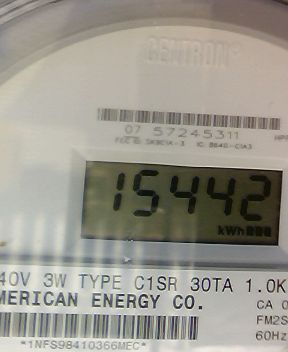 CENTRON®
07 57245311
15442
kWh
40V 3W TYPE C1SR 30TA 1.0K
MERICAN ENERGY CO.
CA 0
FM2S
60Hz
*1NFS98410366MEC*